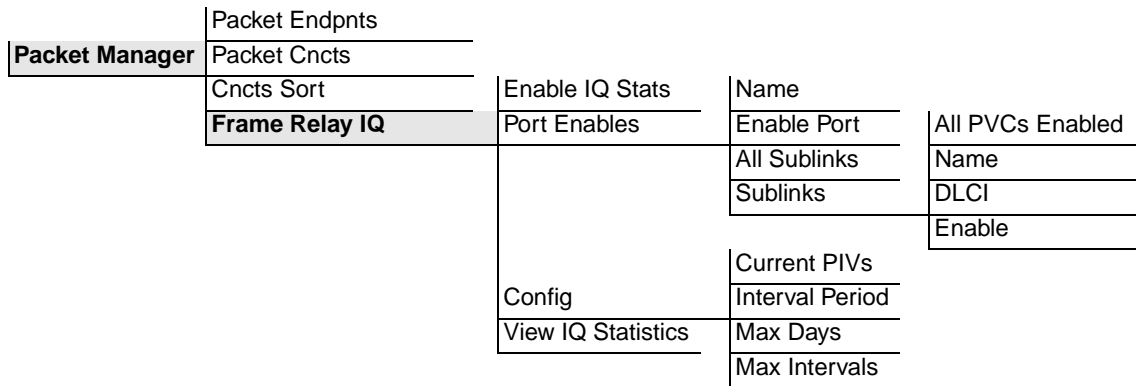 Packet Endpnts
Packet Manager Packet Cncts
Cncts Sort Enable IQ Stats Name
Frame Relay IQ Port Enables Enable Port All PVCs Enabled
All Sublinks Name
Sublinks DLCI
Enable
Current PIVs
Config Interval Period
View IQ Statistics Max Days
Max Intervals